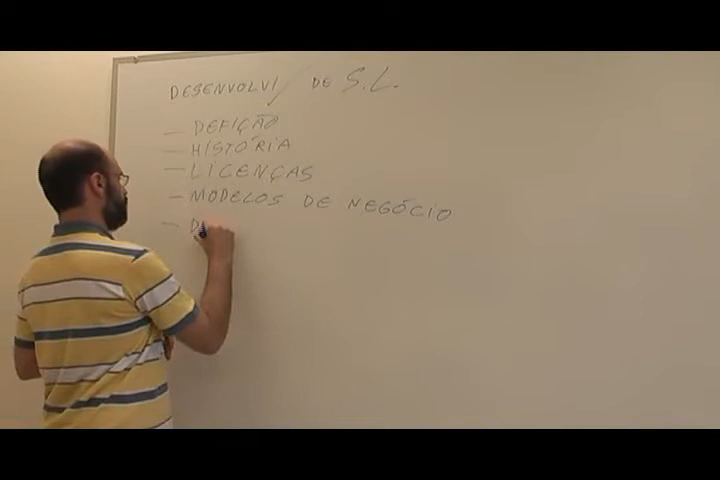 DESENVOLVI/ DE S.L.
— DEFIÇÃO
— HISTÓRIA
— LICENÇAS
— MODELOS DE NEGÓCIO
— D